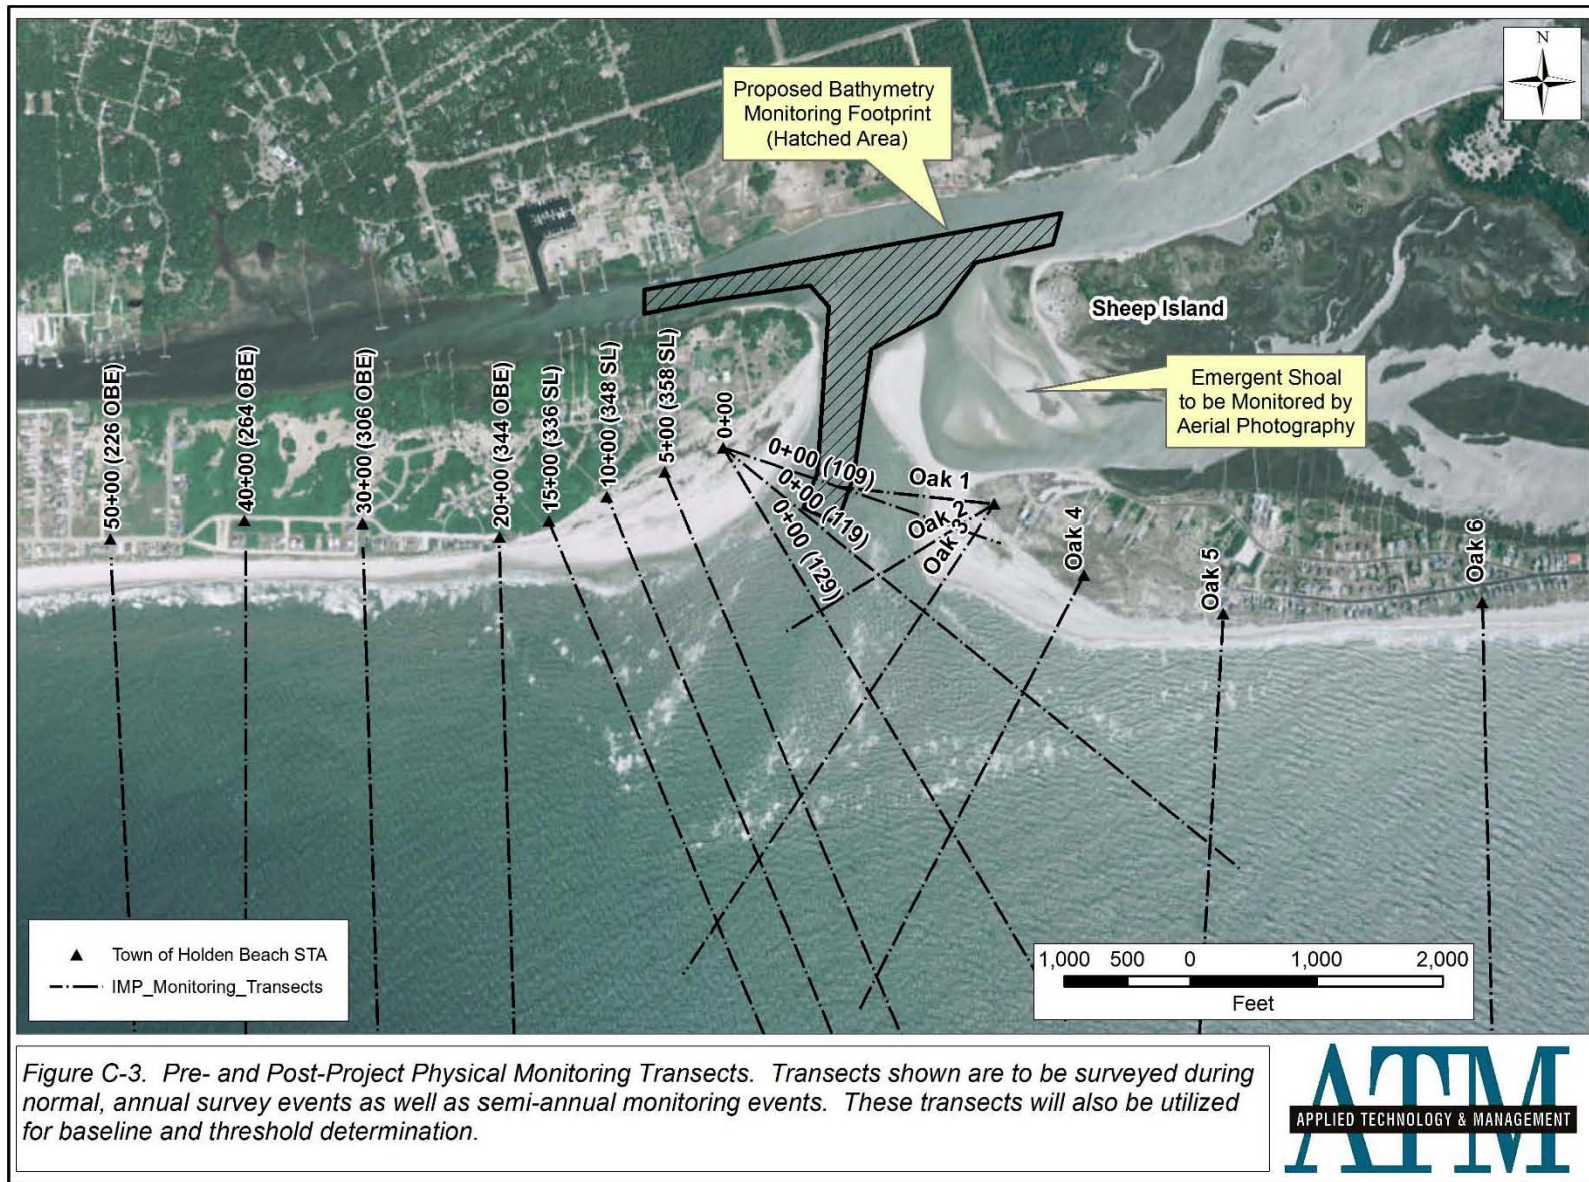 N
Proposed Bathymetry
Monitoring Footprint
(Hatched Area)
Sheep Island
Emergent Shoal
to be Monitored by
Aerial Photography
50+00 (226 OBE)
40+00 (264 OBE)
30+00 (306 OBE)
20+00 (344 OBE)
15+00 (336 SL)
10+00 (348 SL)
5+00 (358 SL)
0+00
0+00 (109)
0+00 (119)
0+00 (129)
Oak 1
Oak 2
Oak 3
Oak 4
Oak 5
Oak 6
Town of Holden Beach STA
IMP_Monitoring_Transects
1,000 500 0 1,000 2,000
Feet
Figure C-3. Pre- and Post-Project Physical Monitoring Transects. Transects shown are to be surveyed during
normal, annual survey events as well as semi-annual monitoring events. These transects will also be utilized
for baseline and threshold determination.
ATM
APPLIED TECHNOLOGY & MANAGEMENT